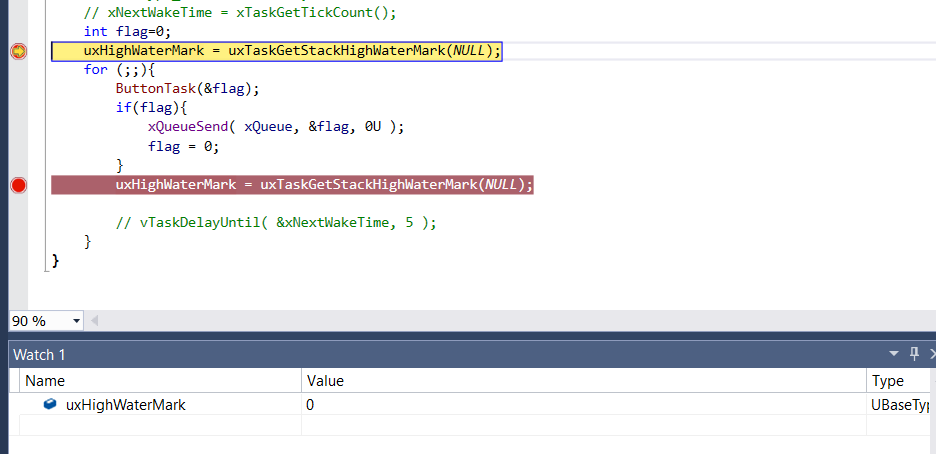 // xNextWakeTime = xTaskGetTickCount();
int flag=0;
uxHighWaterMark = uxTaskGetStackHighWaterMark(NULL);
for (;;){
ButtonTask(&flag);
if(flag){
xQueueSend( xQueue, &flag, 0U );
flag = 0;
}
uxHighWaterMark = uxTaskGetStackHighWaterMark(NULL);
// vTaskDelayUntil( &xNextWakeTime, 5 );
}
}
90 %
Watch 1
Name Value Type
uxHighWaterMark 0 UBaseTy